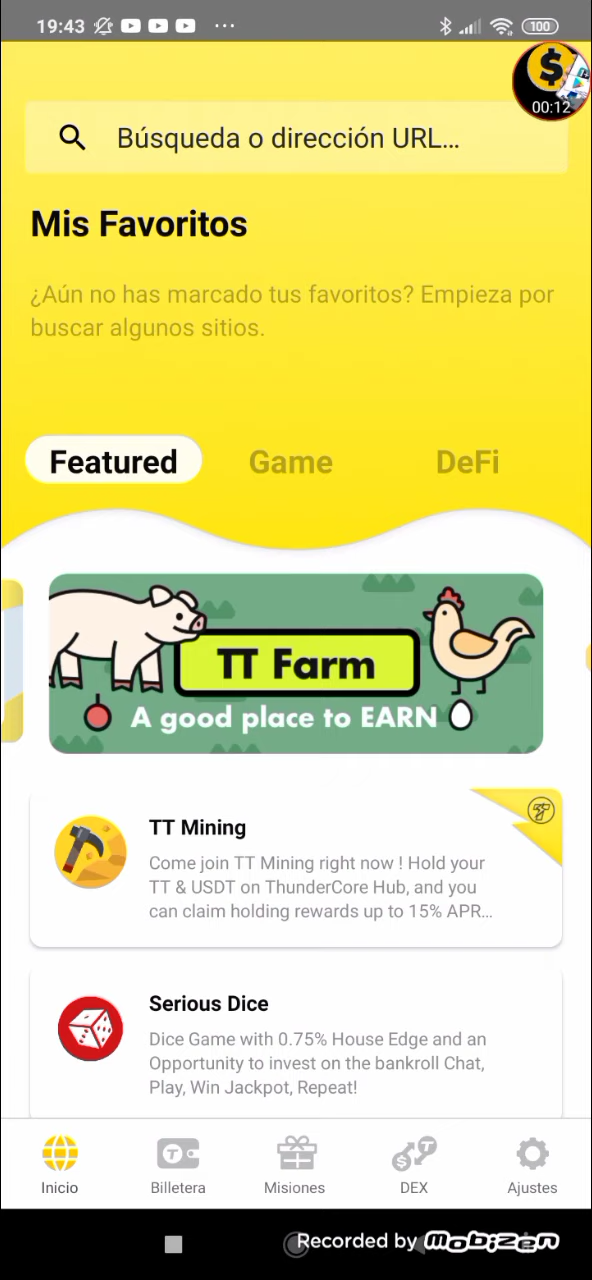 19:43
100
00:12
Búsqueda o dirección URL...
Mis Favoritos
¿Aún no has marcado tus favoritos? Empieza por
buscar algunos sitios.
Featured Game DeFi
TT Farm
A good place to EARN
TT Mining
Come join TT Mining right now ! Hold your
TT & USDT on ThunderCore Hub, and you
can claim holding rewards up to 15% APR...
Serious Dice
Dice Game with 0.75% House Edge and an
Opportunity to invest on the bankroll Chat,
Play, Win Jackpot, Repeat!
Inicio Billetera Misiones DEX Ajustes
Recorded by Mobizen